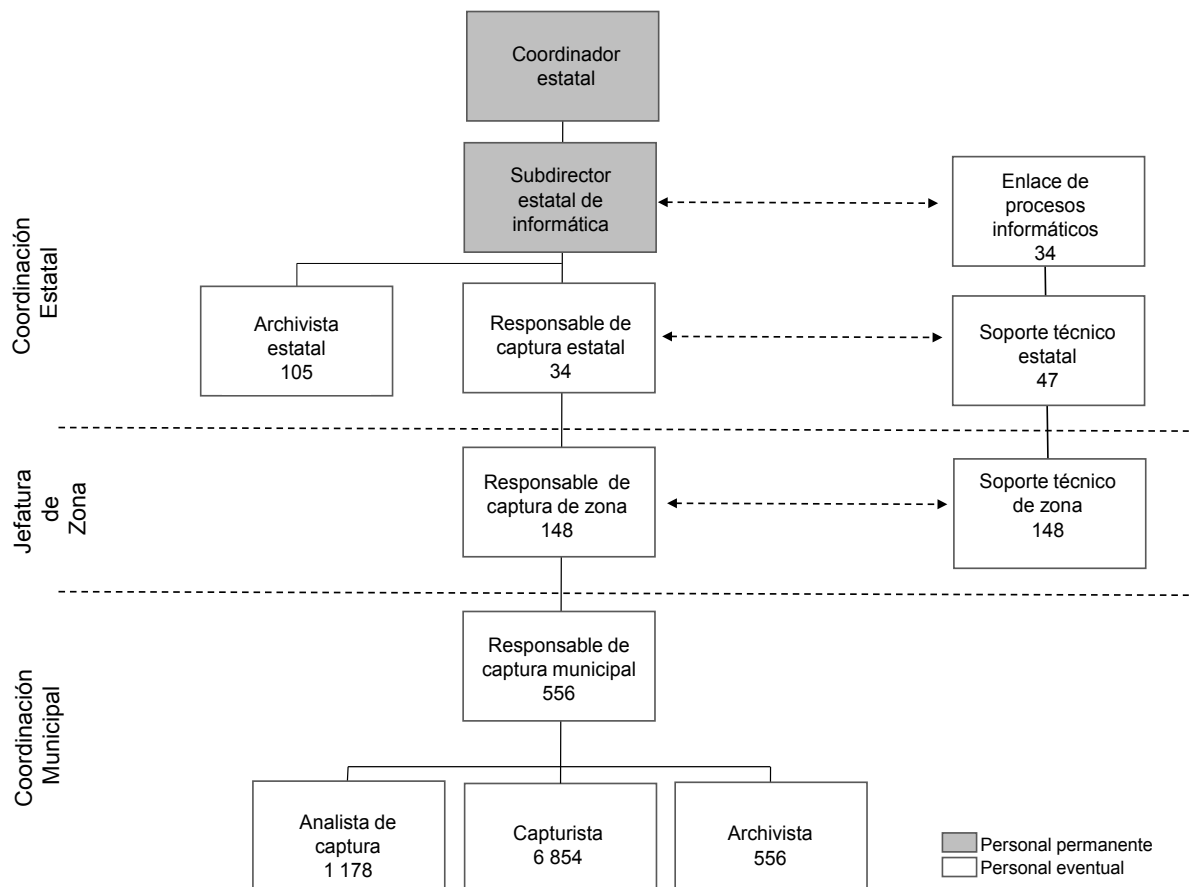 Coordinador
estatal
Subdirector
estatal de
informática
Enlace de
procesos
informáticos
34
Coordinación
Estatal
Archivista
estatal
105
Responsable de
captura estatal
34
Soporte técnico
estatal
47
Jefatura
de
Zona
Responsable de
captura de zona
148
Soporte técnico
de zona
148
Coordinación
Municipal
Responsable de
captura municipal
556
Analista de
captura
1 178
Capturista
6 854
Archivista
556
Personal permanente
Personal eventual